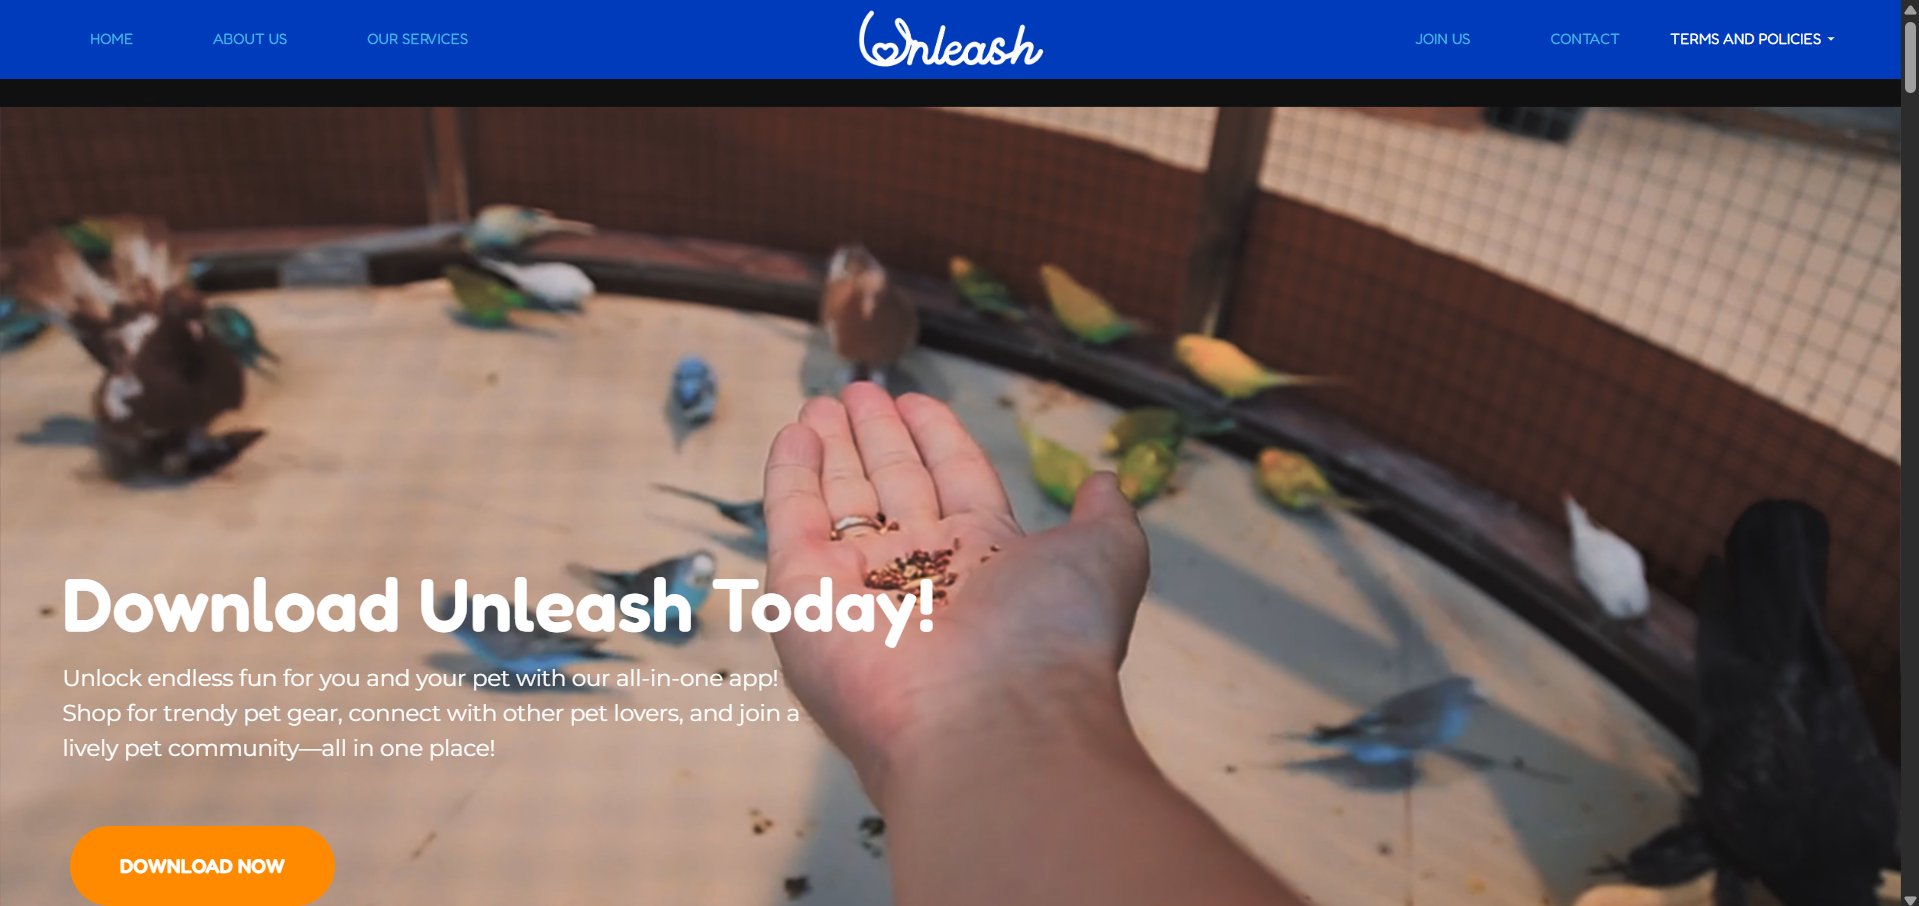 HOME
ABOUT US
OUR SERVICES
Unleash
JOIN US
CONTACT
TERMS AND POLICIES
Download Unleash Today!
Unlock endless fun for you and your pet with our all-in-one app!
Shop for trendy pet gear, connect with other pet lovers, and join a
lively pet community—all in one place!
DOWNLOAD NOW